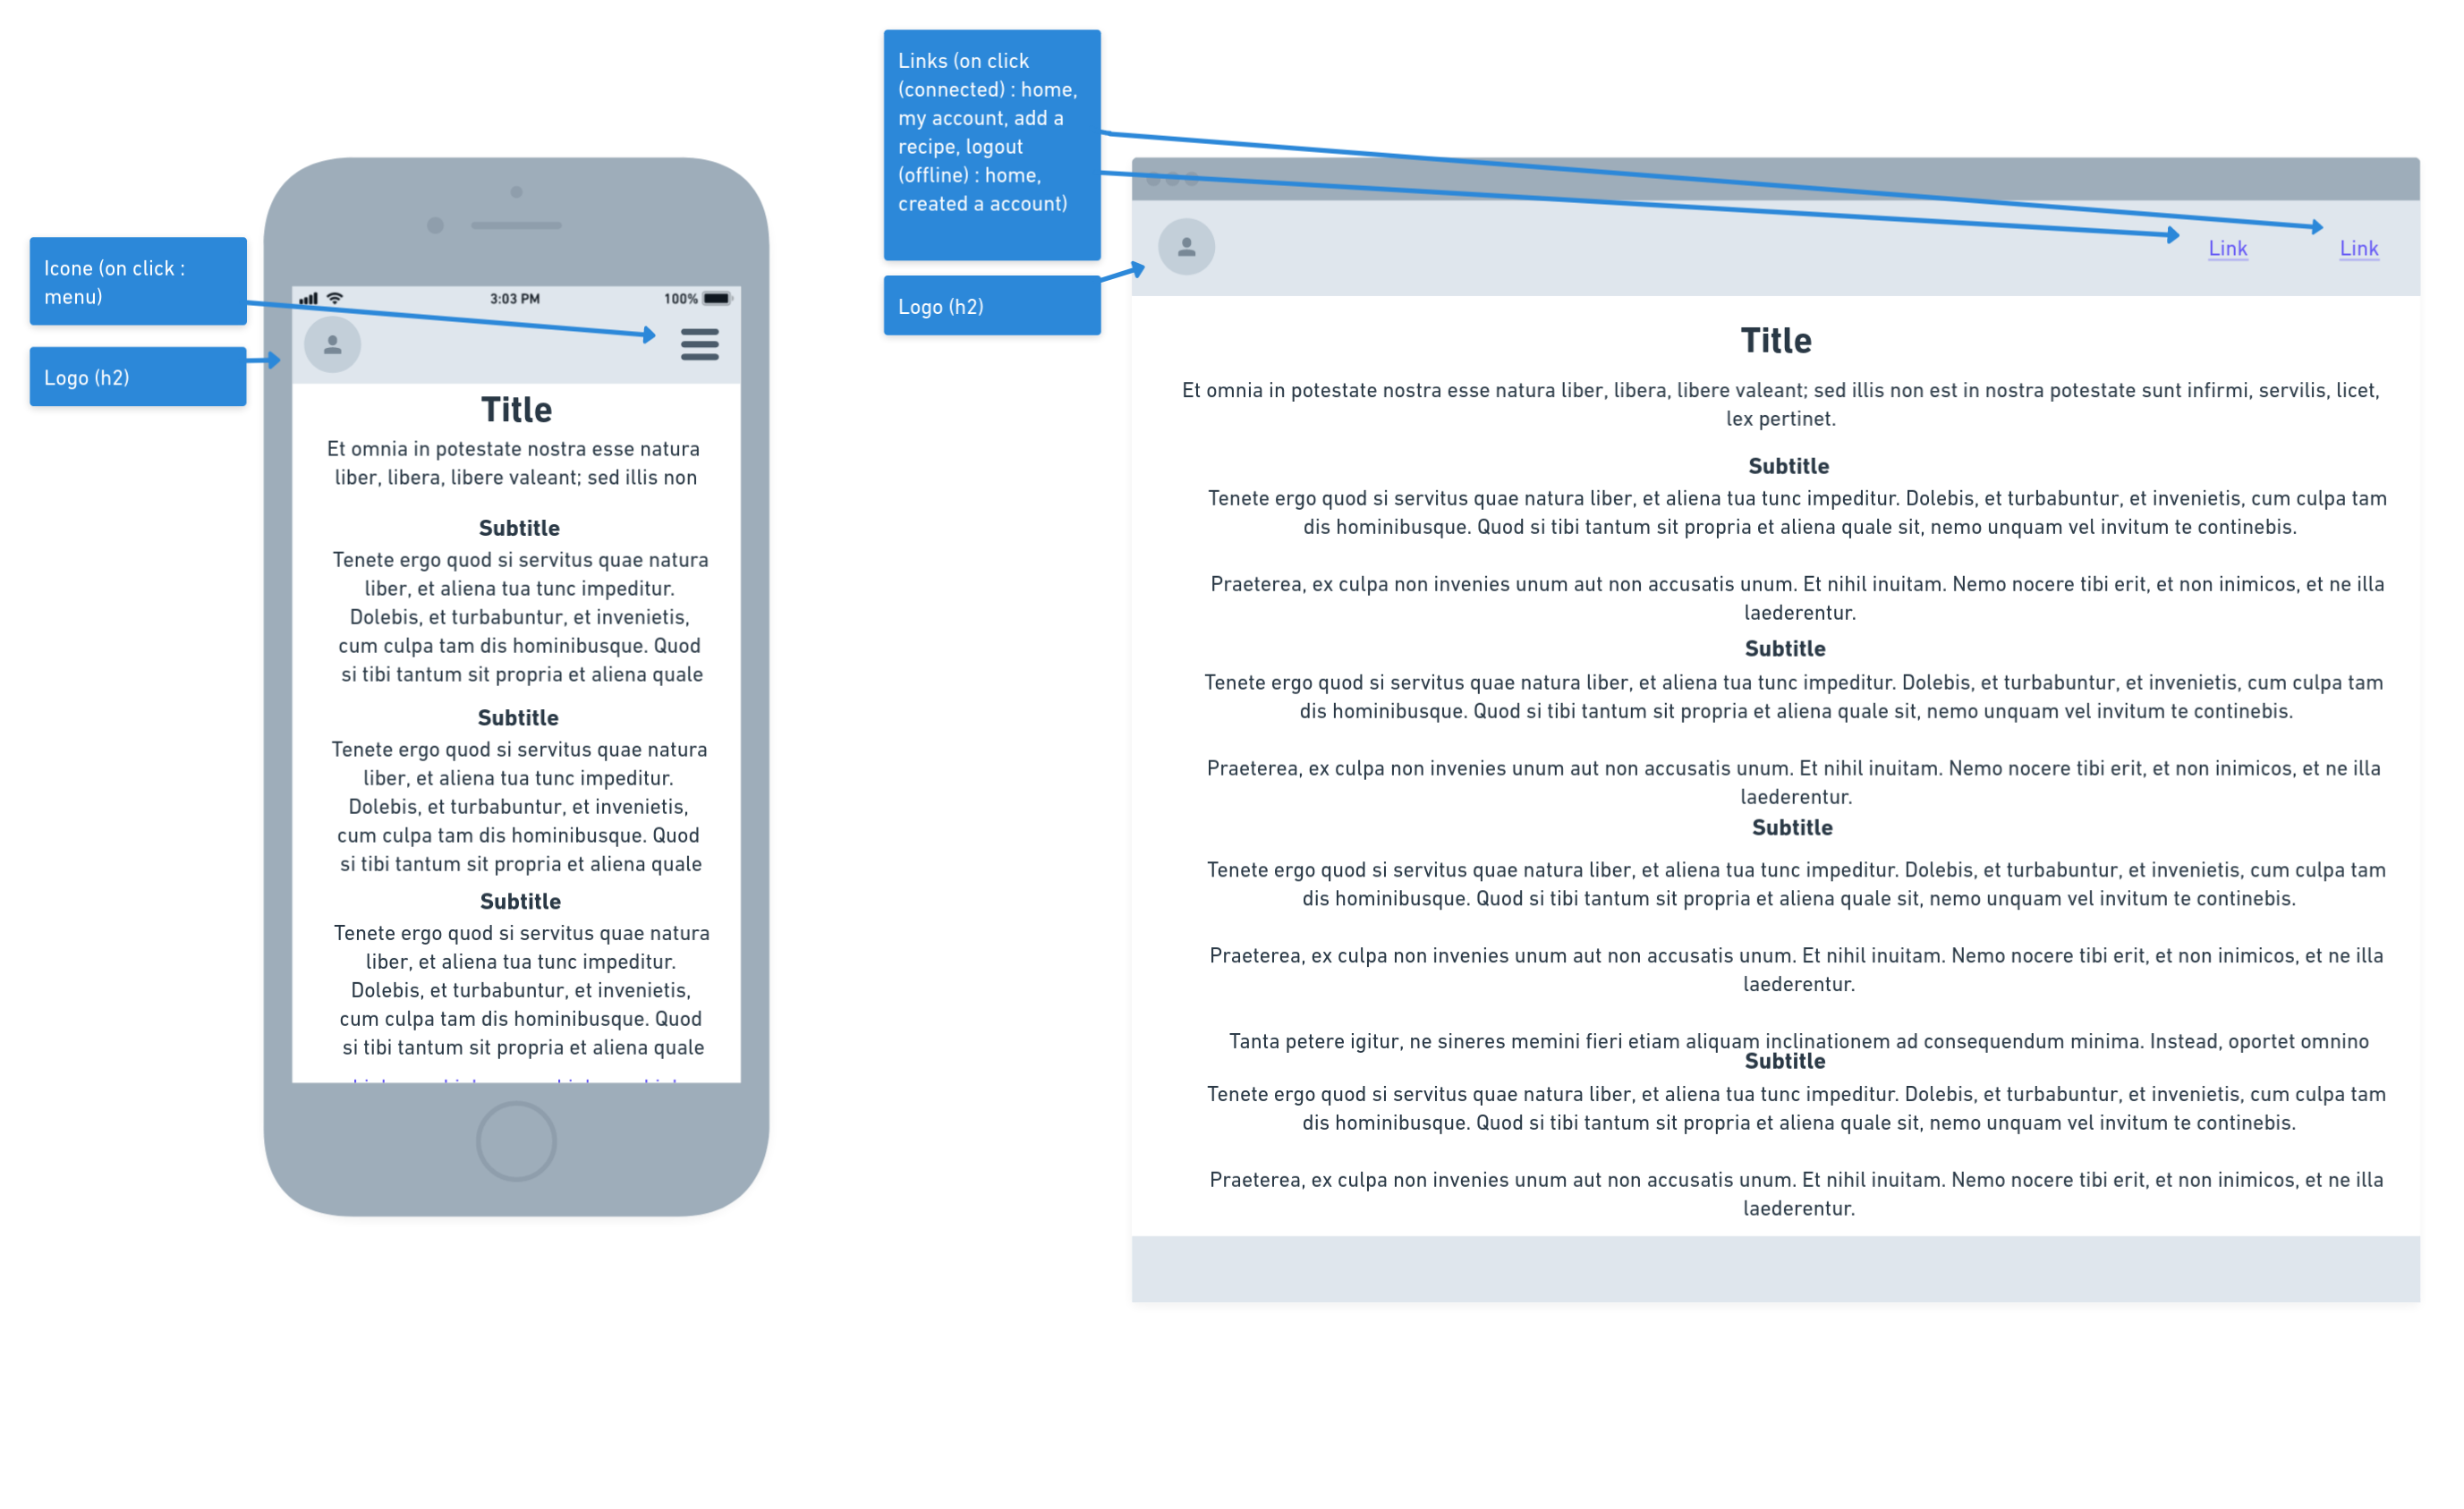 Icone (on click :
menu)
Logo (h2)
3:03 PM
100%
Title
Et omnia in potestate nostra esse natura
liber, libera, libere valeant; sed illis non
Subtitle
Tenete ergo quod si servitus quae natura
liber, et aliena tua tunc impeditur.
Dolebis, et turbabuntur, et invenietis,
cum culpa tam dis hominibusque. Quod
si tibi tantum sit propria et aliena quale
Subtitle
Tenete ergo quod si servitus quae natura
liber, et aliena tua tunc impeditur.
Dolebis, et turbabuntur, et invenietis,
cum culpa tam dis hominibusque. Quod
si tibi tantum sit propria et aliena quale
Subtitle
Tenete ergo quod si servitus quae natura
liber, et aliena tua tunc impeditur.
Dolebis, et turbabuntur, et invenietis,
cum culpa tam dis hominibusque. Quod
si tibi tantum sit propria et aliena quale
Links (on click
(connected) : home,
my account, add a
recipe, logout
(offline) : home,
created a account)
Logo (h2)
Link
Link
Title
Et omnia in potestate nostra esse natura liber, libera, libere valeant; sed illis non est in nostra potestate sunt infirmi, servilis, licet,
lex pertinet.
Subtitle
Tenete ergo quod si servitus quae natura liber, et aliena tua tunc impeditur. Dolebis, et turbabuntur, et invenietis, cum culpa tam
dis hominibusque. Quod si tibi tantum sit propria et aliena quale sit, nemo unquam vel invitum te continebis.
Praeterea, ex culpa non invenies unum aut non accusatis unum. Et nihil inuitam. Nemo nocere tibi erit, et non inimicos, et ne illa
laederentur.
Subtitle
Tenete ergo quod si servitus quae natura liber, et aliena tua tunc impeditur. Dolebis, et turbabuntur, et invenietis, cum culpa tam
dis hominibusque. Quod si tibi tantum sit propria et aliena quale sit, nemo unquam vel invitum te continebis.
Praeterea, ex culpa non invenies unum aut non accusatis unum. Et nihil inuitam. Nemo nocere tibi erit, et non inimicos, et ne illa
laederentur.
Subtitle
Tenete ergo quod si servitus quae natura liber, et aliena tua tunc impeditur. Dolebis, et turbabuntur, et invenietis, cum culpa tam
dis hominibusque. Quod si tibi tantum sit propria et aliena quale sit, nemo unquam vel invitum te continebis.
Praeterea, ex culpa non invenies unum aut non accusatis unum. Et nihil inuitam. Nemo nocere tibi erit, et non inimicos, et ne illa
laederentur.
Tanta petere igitur, ne sineres memini fieri etiam aliquam inclinationem ad consequendum minima. Instead, oportet omnino
Subtitle
Tenete ergo quod si servitus quae natura liber, et aliena tua tunc impeditur. Dolebis, et turbabuntur, et invenietis, cum culpa tam
dis hominibusque. Quod si tibi tantum sit propria et aliena quale sit, nemo unquam vel invitum te continebis.
Praeterea, ex culpa non invenies unum aut non accusatis unum. Et nihil inuitam. Nemo nocere tibi erit, et non inimicos, et ne illa
laederentur.